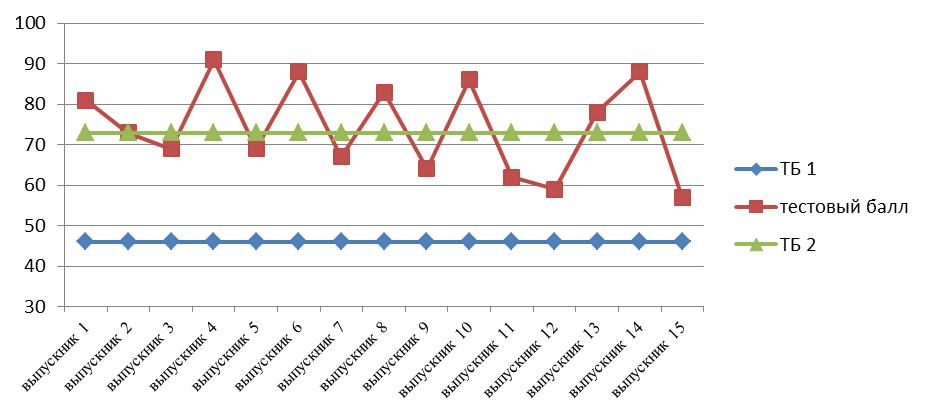 100
90
80
70
60
50
40
30
выпускник 1
выпускник 2
выпускник 3
выпускник 4
выпускник 5
выпускник 6
выпускник 7
выпускник 8
выпускник 9
выпускник 10
выпускник 11
выпускник 12
выпускник 13
выпускник 14
выпускник 15
ТБ 1
тестовый балл
ТБ 2